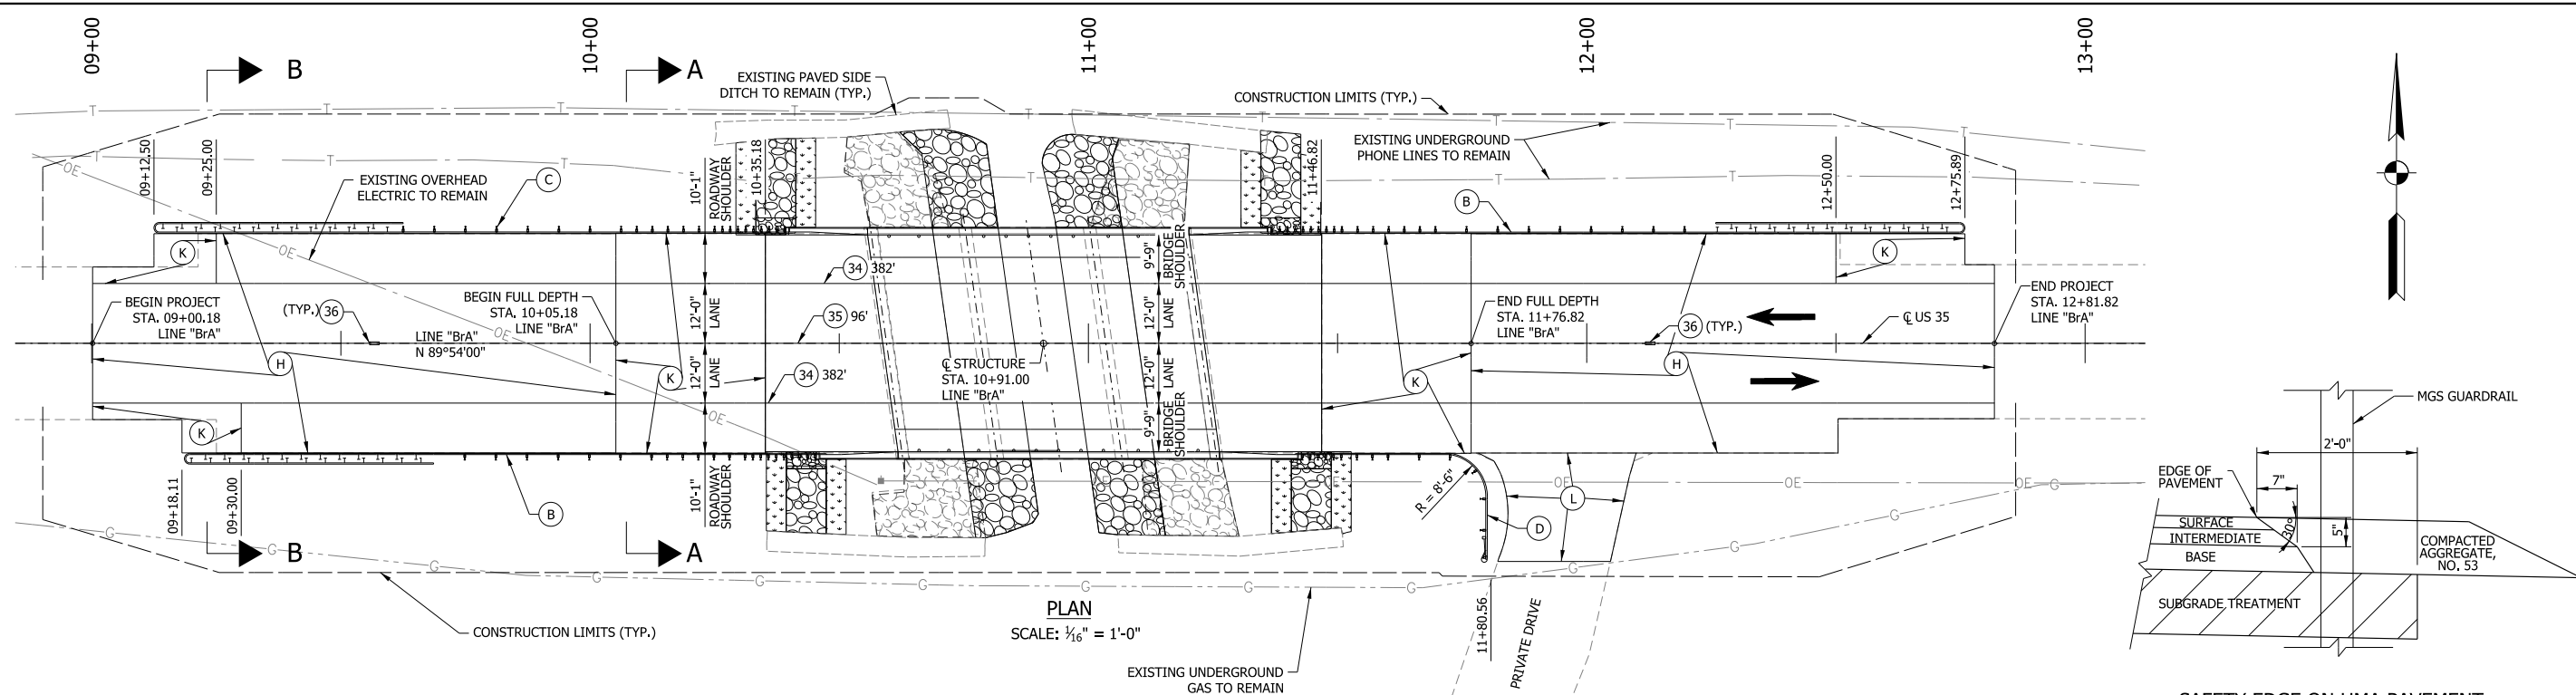 09+00
10+00
11+00
12+00
13+00
B
A
EXISTING PAVED SIDE
DITCH TO REMAIN (TYP.)
CONSTRUCTION LIMITS (TYP.)
EXISTING UNDERGROUND
PHONE LINES TO REMAIN
T T T T T
T T T T T T T
OE
EXISTING OVERHEAD
ELECTRIC TO REMAIN
C
B
09+12.50
09+25.00
10'-1"
ROADWAY
SHOULDER
10+35.18
11+46.82
12+50.00
12+75.89
K
K
OE
34 382'
9'-9"
BRIDGE
SHOULDER
BEGIN PROJECT
STA. 09+00.18
LINE "BrA"
(TYP.) 36
LINE "BrA"
N 89°54'00"
BEGIN FULL DEPTH
STA. 10+05.18
LINE "BrA"
OE
12'-0"
LANE
35 96'
12'-0"
LANE
END FULL DEPTH
STA. 11+76.82
LINE "BrA"
36 (TYP.)
℄ US 35
END PROJECT
STA. 12+81.82
LINE "BrA"
H
K
12'-0"
LANE
34 382'
℄ STRUCTURE
STA. 10+91.00
LINE "BrA"
12'-0"
LANE
K
H
K
OE
9'-9"
BRIDGE
SHOULDER
09+18.11
09+30.00
B
10'-1"
ROADWAY
SHOULDER
R = 8'-6"
D
L
OE OE OE G
G
G
B
A
G G G G G G G G G
CONSTRUCTION LIMITS (TYP.)
PLAN
SCALE: 1/16" = 1'-0"
EXISTING UNDERGROUND
GAS TO REMAIN
11+80.56
PRIVATE DRIVE
MGS GUARDRAIL
2'-0"
EDGE OF
PAVEMENT
7"
SURFACE
INTERMEDIATE
BASE
30°
5"
COMPACTED
AGGREGATE,
NO. 53
SUBGRADE TREATMENT